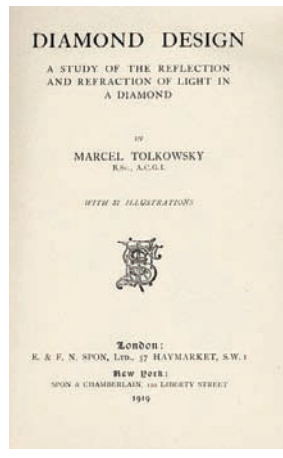 DIAMOND DESIGN
A STUDY OF THE REFLECTION
AND REFRACTION OF LIGHT IN
A DIAMOND
BY
MARCEL TOLKOWSKY
B.Sc., A.C.G.I.
WITH ILLUSTRATIONS
London:
E. & F. N. SPON, LTD., 57 HAYMARKET, S.W. 1
New York:
SPON & CHAMBERLAIN, 120 LIBERTY STREET
1919